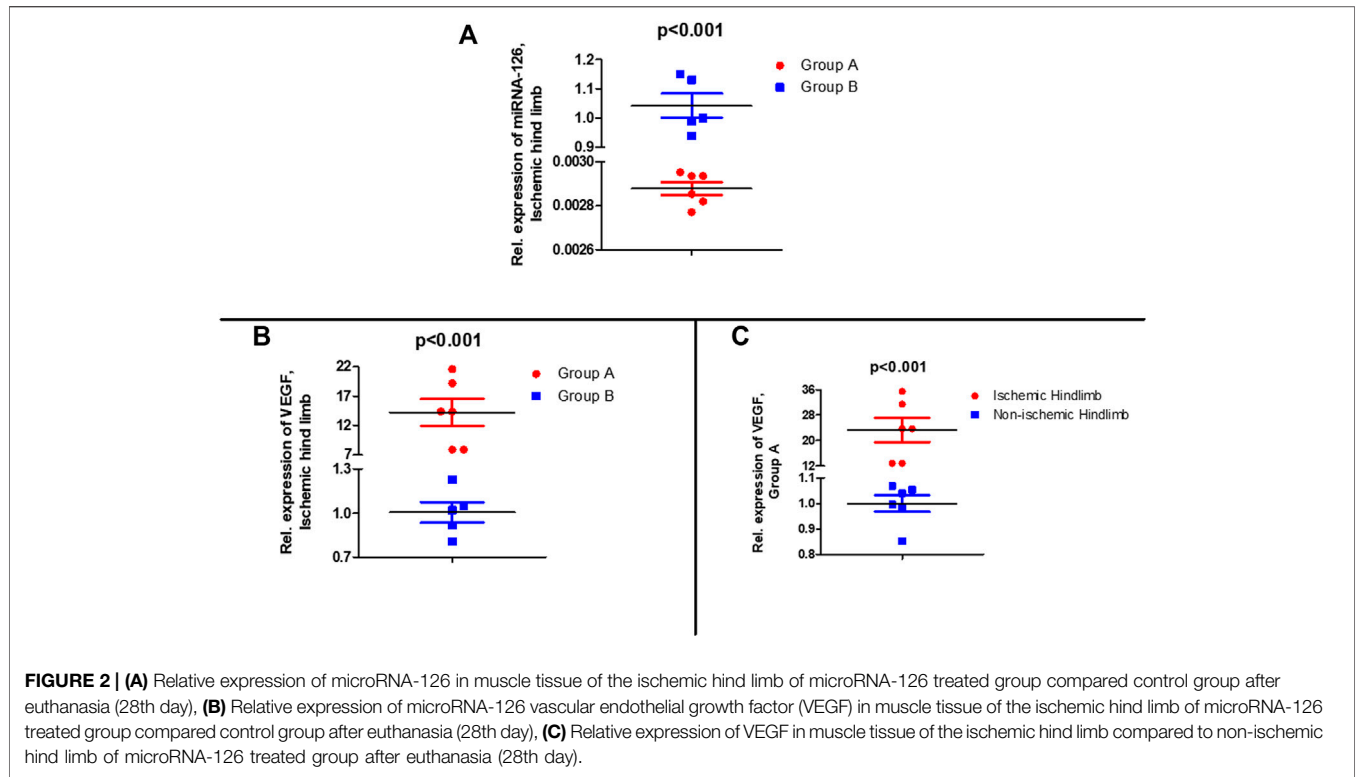 A
p<0.001
Rel. expression of miRNA-126,
Ischemic hind limb
1.2
1.1
1.0
0.9
0.0030
0.0028
0.0026
Group A
Group B
B
p<0.001
Rel. expression of VEGF,
Ischemic hind limb
22
17
12
7
1.3
1.0
0.7
Group A
Group B
C
p<0.001
Rel. expression of VEGF,
Group A
36
28
20
12
1.1
1.0
0.9
0.8
Ischemic Hindlimb
Non-ischemic Hindlimb
FIGURE 2 | (A) Relative expression of microRNA-126 in muscle tissue of the ischemic hind limb of microRNA-126 treated group compared control group after
euthanasia (28th day), (B) Relative expression of microRNA-126 vascular endothelial growth factor (VEGF) in muscle tissue of the ischemic hind limb of microRNA-126
treated group compared control group after euthanasia (28th day), (C) Relative expression of VEGF in muscle tissue of the ischemic hind limb compared to non-ischemic
hind limb of microRNA-126 treated group after euthanasia (28th day).